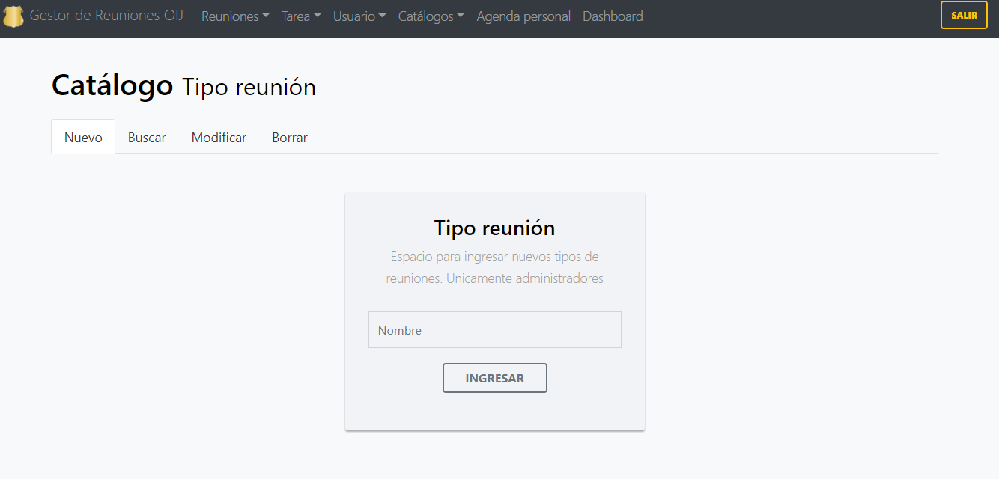 Gestor de Reuniones OIJ Reuniones Tarea Usuario Catálogos Agenda personal Dashboard SALIR
Catálogo Tipo reunión
Nuevo Buscar Modificar Borrar
Tipo reunión
Espacio para ingresar nuevos tipos de
reuniones. Unicamente administradores
Nombre
INGRESAR